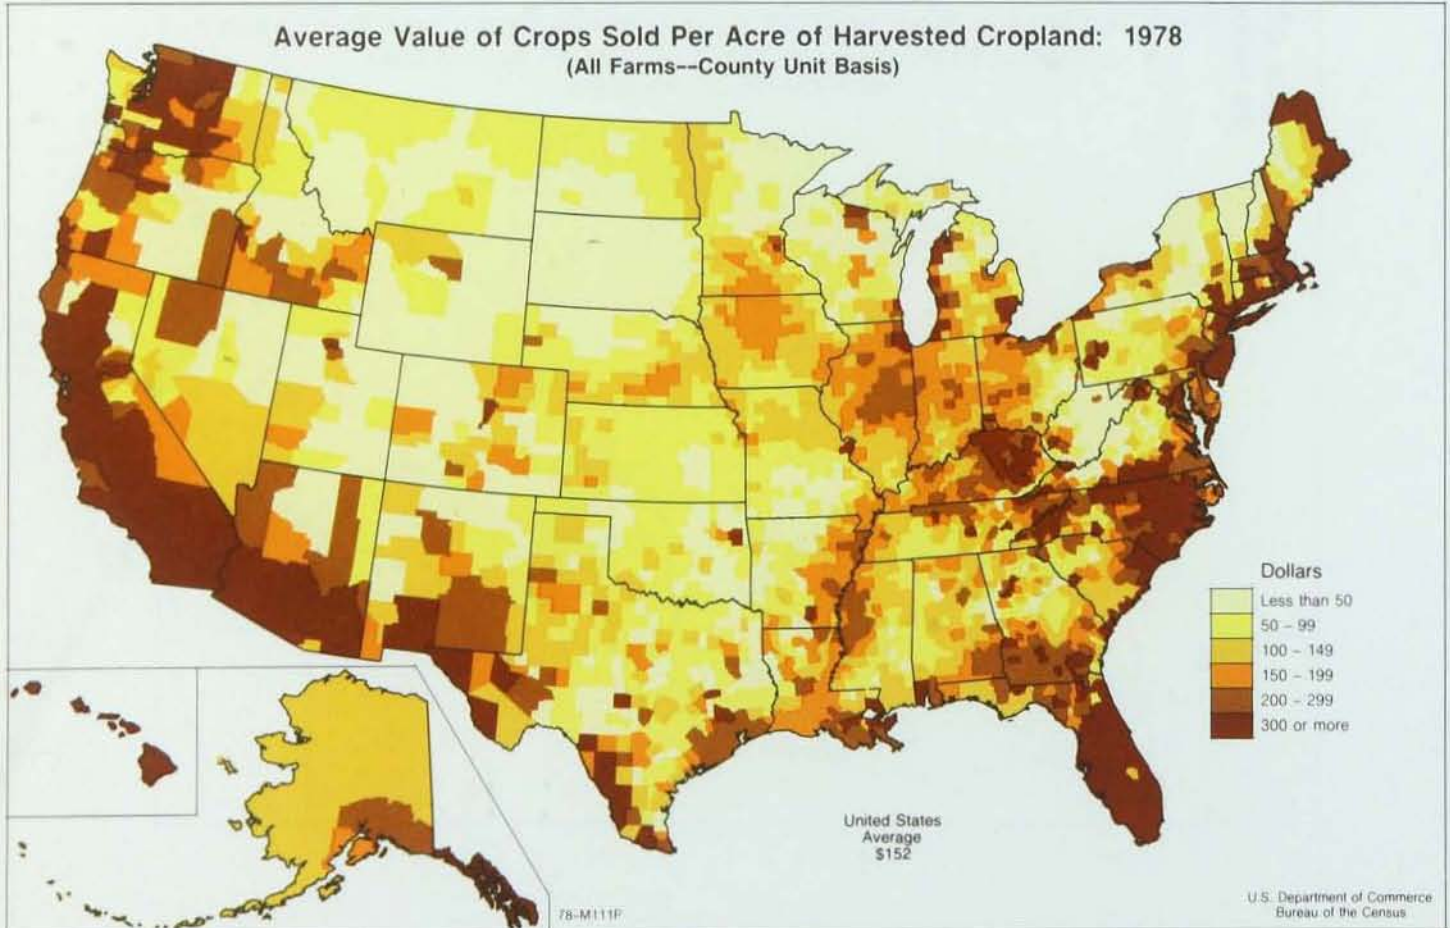 Average Value of Crops Sold Per Acre of Harvested Cropland: 1978
(All Farms--County Unit Basis)
Dollars
Less than 50
50 – 99
100 – 149
150 – 199
200 – 299
300 or more
United States
Average
$152
78-M111P
U.S. Department of Commerce
Bureau of the Census